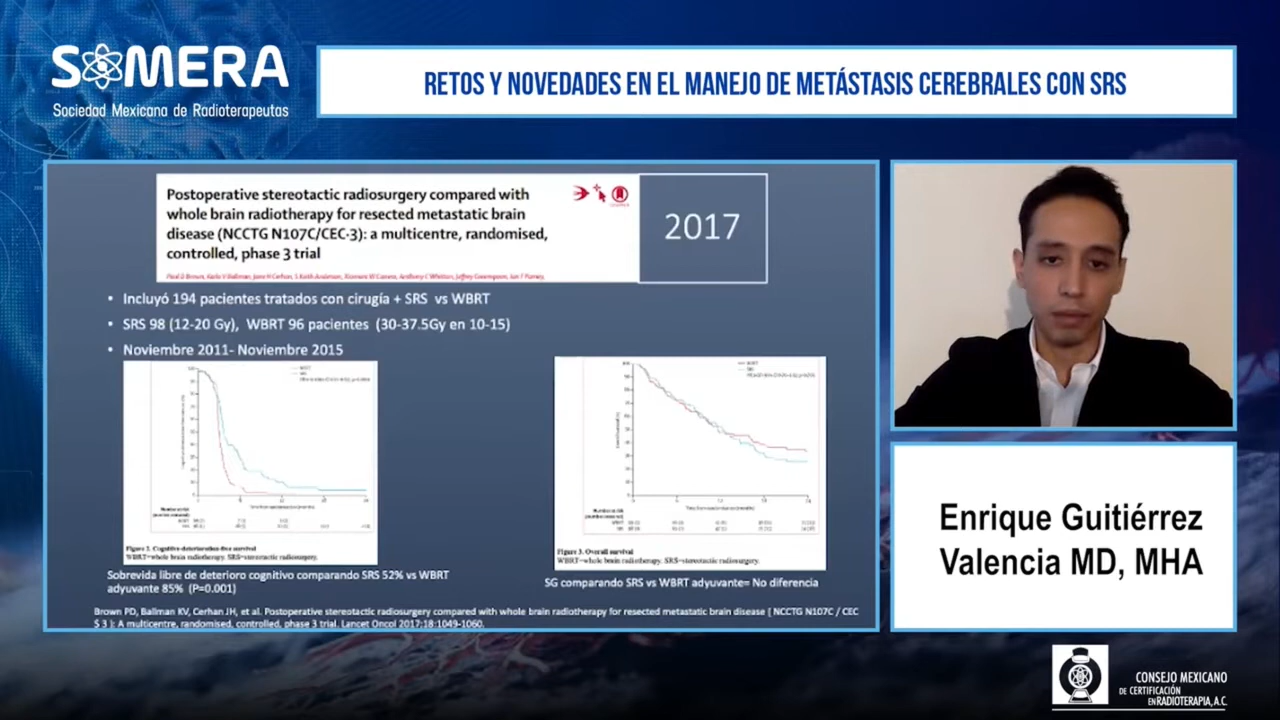 SOMERA
Sociedad Mexicana de Radioterapeutas
RETOS Y NOVEDADES EN EL MANEJO DE METÁSTASIS CEREBRALES CON SRS
Postoperative stereotactic radiosurgery compared with
whole brain radiotherapy for resected metastatic brain
disease (NCCTG N107C/CEC·3): a multicentre, randomised,
controlled, phase 3 trial
2017
• Incluyó 194 pacientes tratados con cirugía + SRS vs WBRT
• SRS 98 (12-20 Gy), WBRT 96 pacientes (30-37.5Gy en 10-15)
• Noviembre 2011- Noviembre 2015
Figure 2. Cognitive-deterioration-free survival
WBRT=whole brain radiotherapy. SRS=stereotactic radiosurgery.
Sobrevida libre de deterioro cognitivo comparando SRS 52% vs WBRT
adyuvante 85% (P=0.001)
Figure 3. Overall survival
WBRT=whole brain radiotherapy. SRS=stereotactic radiosurgery.
SG comparando SRS vs WBRT adyuvante= No diferencia
Brown PD, Ballman KV, Cerhan JH, et al. Postoperative stereotactic radiosurgery compared with whole brain radiotherapy for resected metastatic brain disease ( NCCTG N107C / CEC
S 3 ): A multicentre, randomised, controlled, phase 3 trial. Lancet Oncol 2017;18:1049-1060.
Enrique Guitiérrez
Valencia MD, MHA
CONSEJO MEXICANO
DE CERTIFICACIÓN
EN RADIOTERAPIA, A.C.